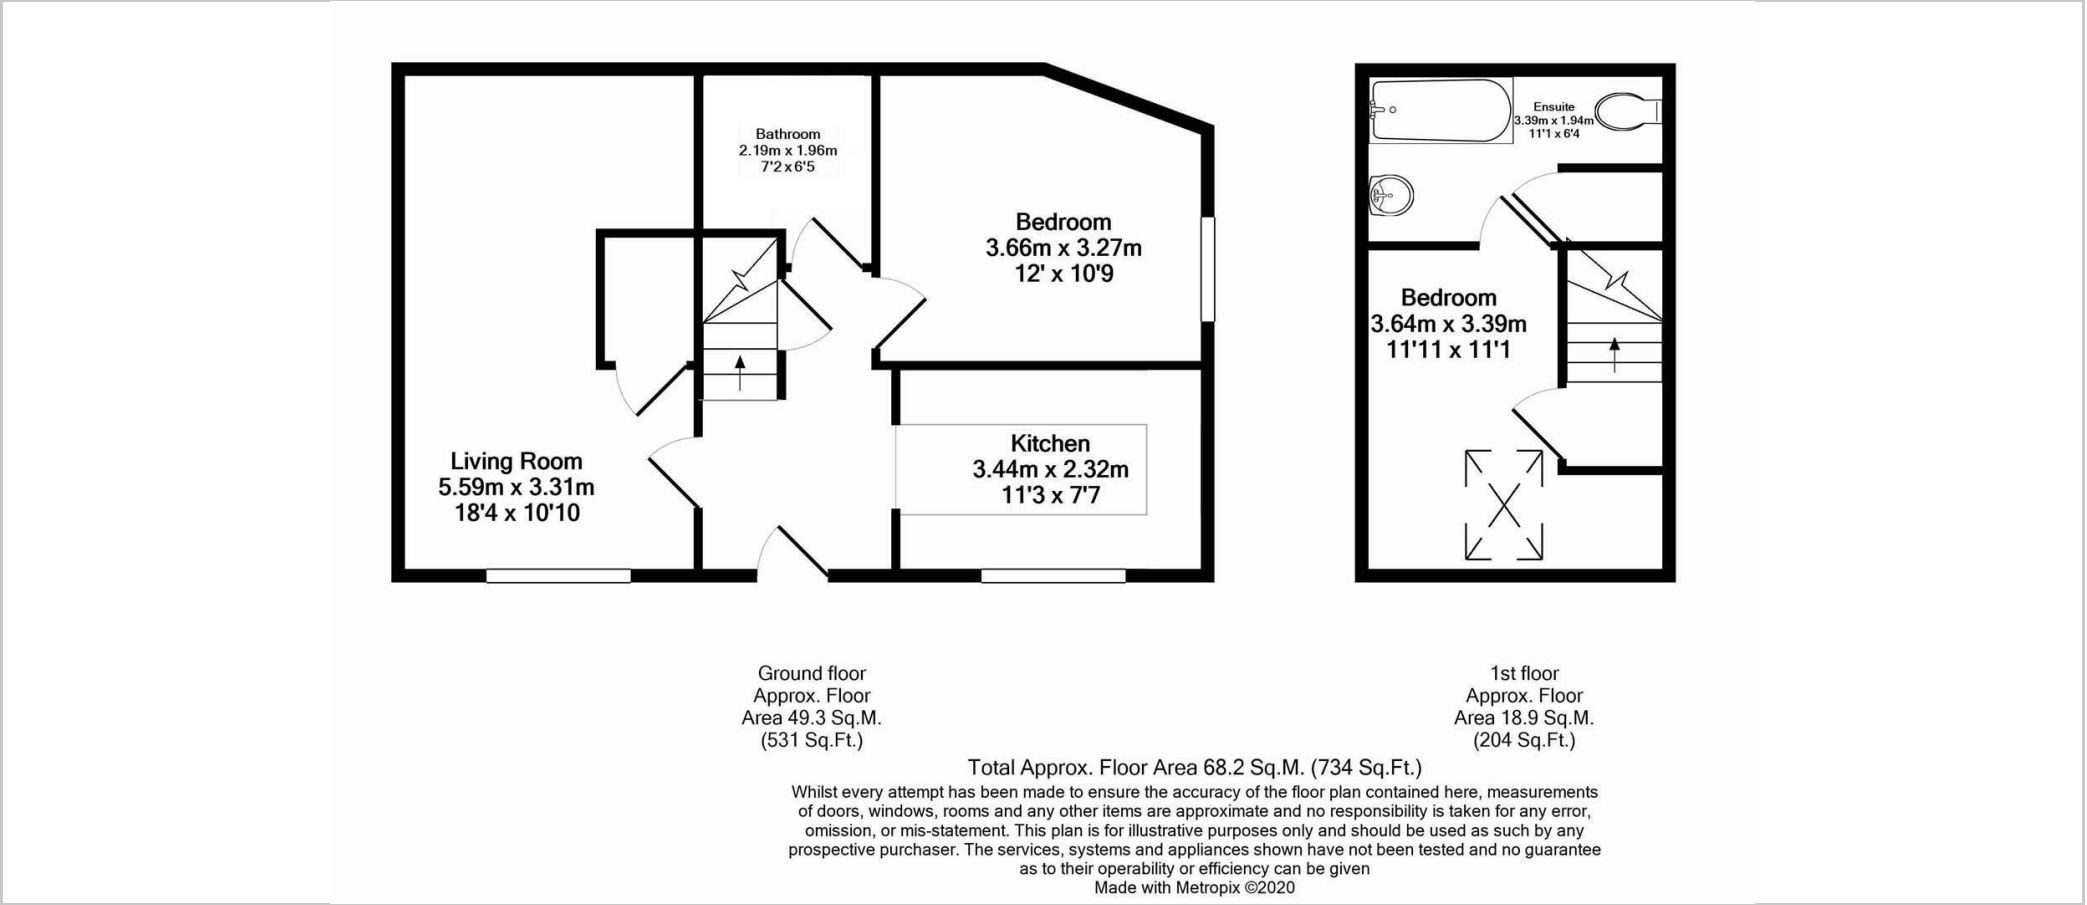 Bathroom
2.19m x 1.96m
7'2 x 6'5
Bedroom
3.66m x 3.27m
12' x 10'9
Living Room
5.59m x 3.31m
18'4 x 10'10
Kitchen
3.44m x 2.32m
11'3 x 7'7
Ensuite
3.39m x 1.94m
11'1 x 6'4
Bedroom
3.64m x 3.39m
11'11 x 11'1
Ground floor
Approx. Floor
Area 49.3 Sq.M.
(531 Sq.Ft.)
1st floor
Approx. Floor
Area 18.9 Sq.M.
(204 Sq.Ft.)
Total Approx. Floor Area 68.2 Sq.M. (734 Sq.Ft.)
Whilst every attempt has been made to ensure the accuracy of the floor plan contained here, measurements
of doors, windows, rooms and any other items are approximate and no responsibility is taken for any error,
omission, or mis-statement. This plan is for illustrative purposes only and should be used as such by any
prospective purchaser. The services, systems and appliances shown have not been tested and no guarantee
as to their operability or efficiency can be given
Made with Metropix ©2020